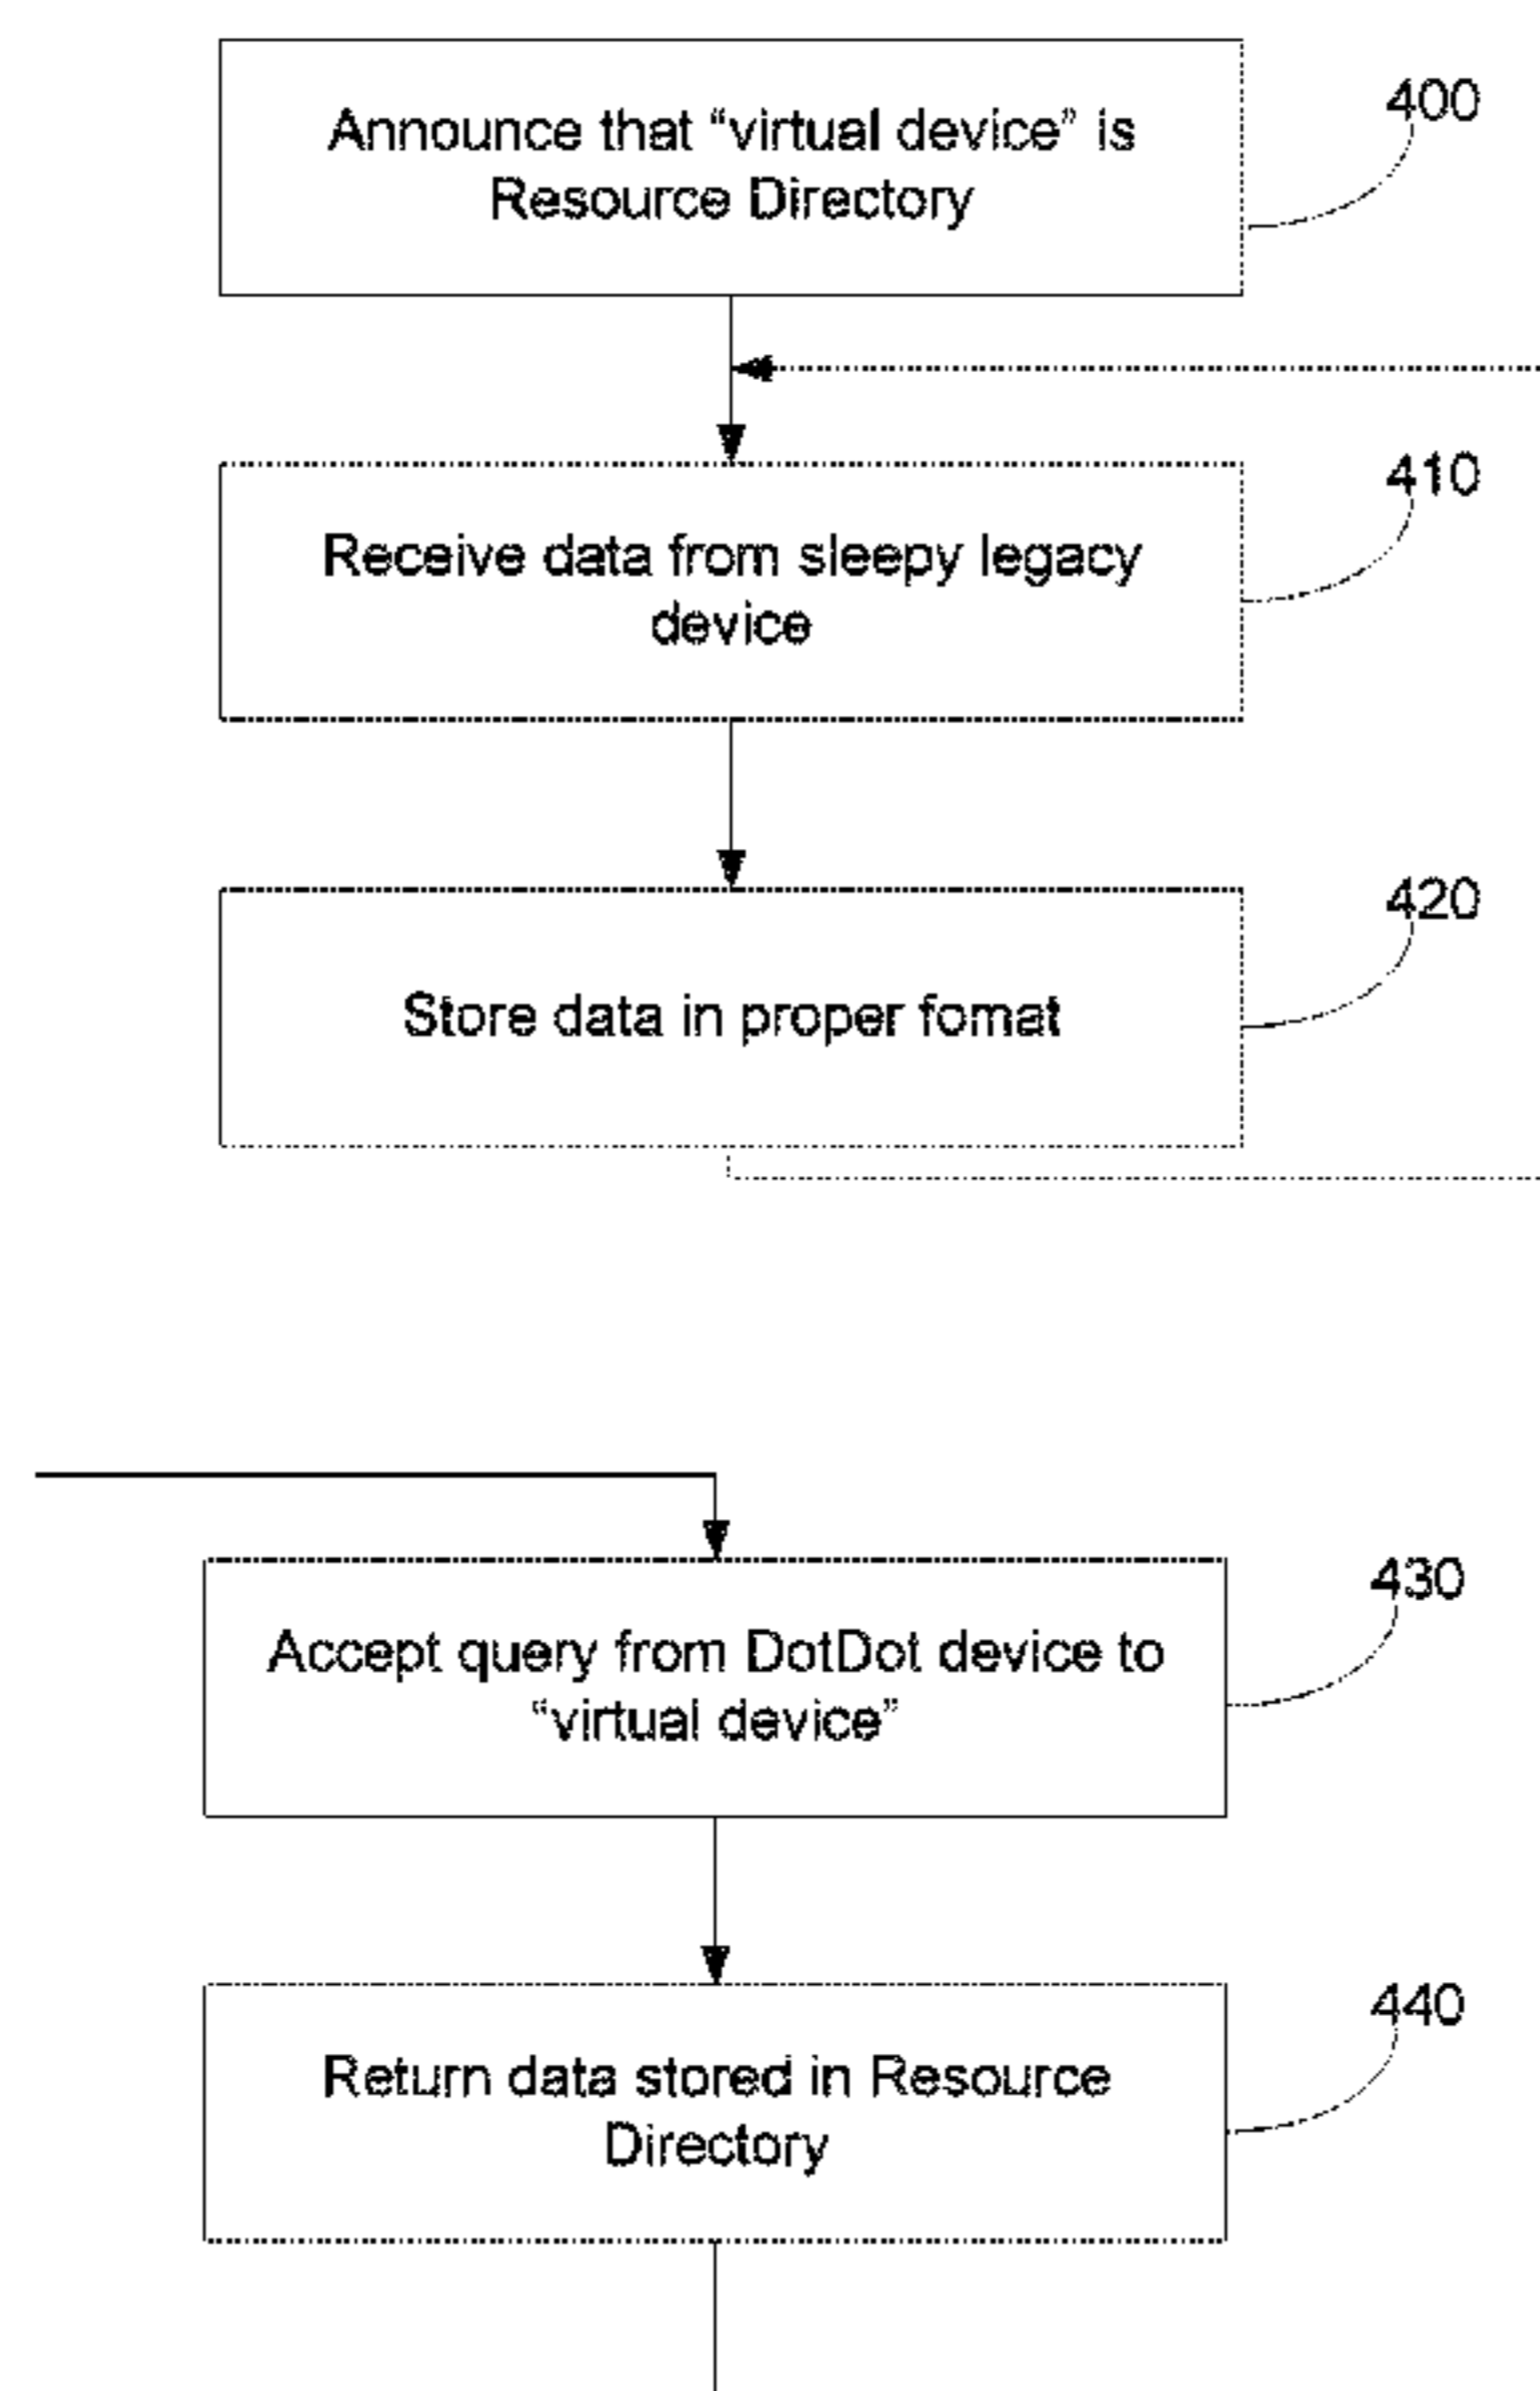 Announce that “virtual device” is
Resource Directory
400
Receive data from sleepy legacy
device
410
Store data in proper fomat
420
Accept query from DotDot device to
“virtual device”
430
Return data stored in Resource
Directory
440